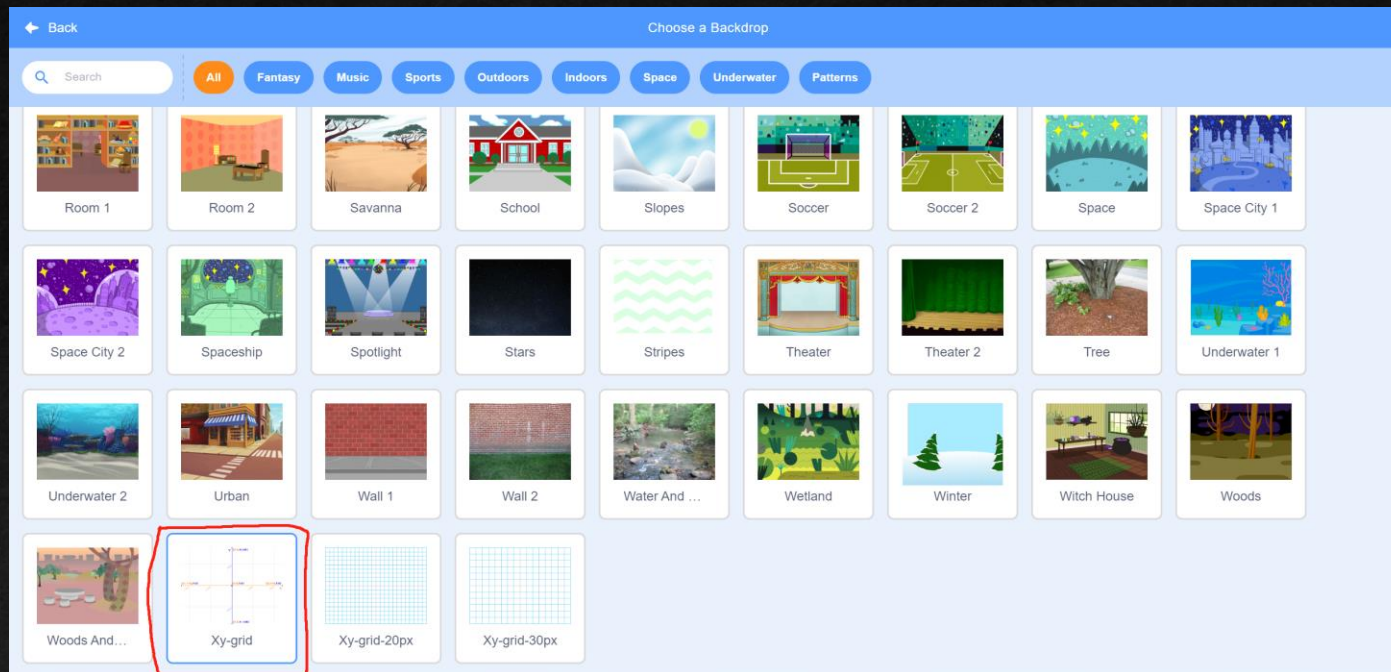 Back
Choose a Backdrop
Search
All
Fantasy
Music
Sports
Outdoors
Indoors
Space
Underwater
Patterns
Room 1
Room 2
Savanna
School
Slopes
Soccer
Soccer 2
Space
Space City 1
Space City 2
Spaceship
Spotlight
Stars
Stripes
Theater
Theater 2
Tree
Underwater 1
Underwater 2
Urban
Wall 1
Wall 2
Water And ...
Wetland
Winter
Witch House
Woods
Woods And...
Xy-grid
Xy-grid-20px
Xy-grid-30px